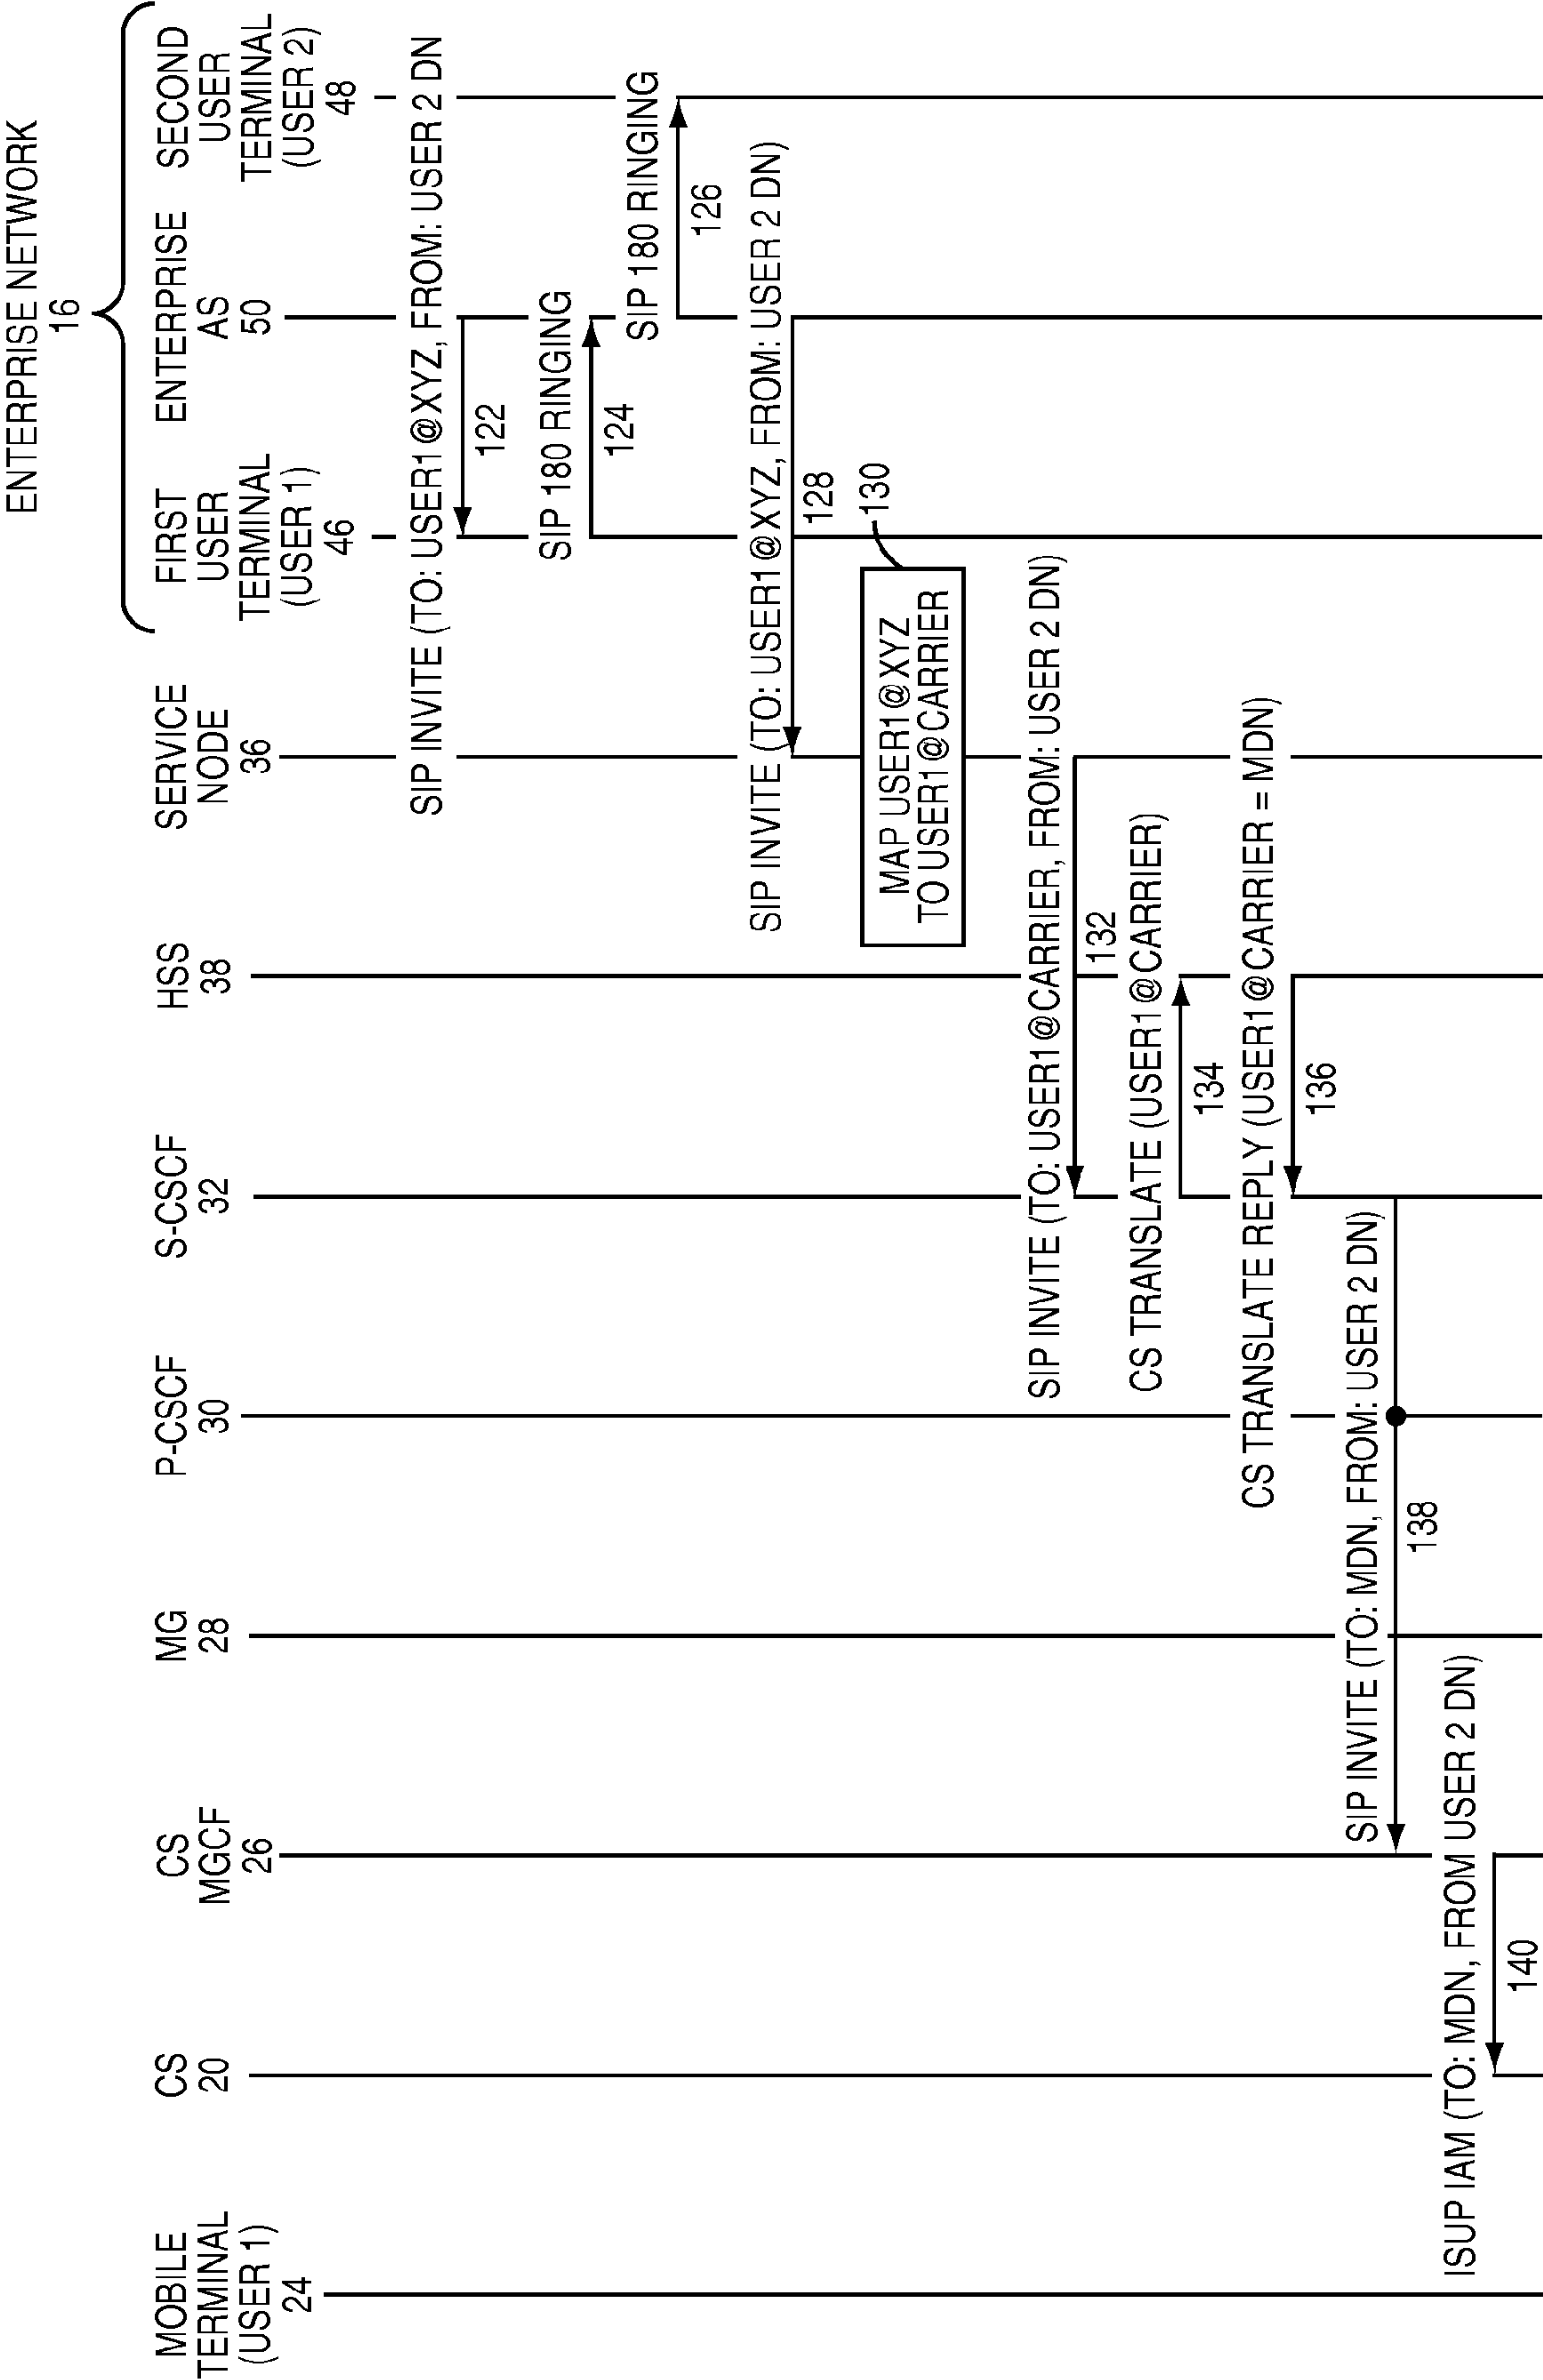 ENTERPRISE NETWORK
16
MOBILE
TERMINAL
(USER 1)
24
CS
20
CS
MGCF
26
MG
28
P-CSCF
30
S-CSCF
32
HSS
38
SERVICE
NODE
36
FIRST
USER
TERMINAL
(USER 1)
46
ENTERPRISE
AS
50
SECOND
USER
TERMINAL
(USER 2)
48
SIP INVITE (TO: USER1@XYZ, FROM: USER 2 DN
122
SIP 180 RINGING
124
SIP 180 RINGING
126
SIP INVITE (TO: USER1@XYZ, FROM: USER 2 DN)
128
130
MAP USER1@XYZ
TO USER1@CARRIER
SIP INVITE (TO: USER1@CARRIER, FROM: USER 2 DN)
132
CS TRANSLATE (USER1@CARRIER)
134
CS TRANSLATE REPLY (USER1@CARRIER = MDN)
136
SIP INVITE (TO: MDN, FROM: USER 2 DN)
138
ISUP IAM (TO: MDN, FROM USER 2 DN)
140